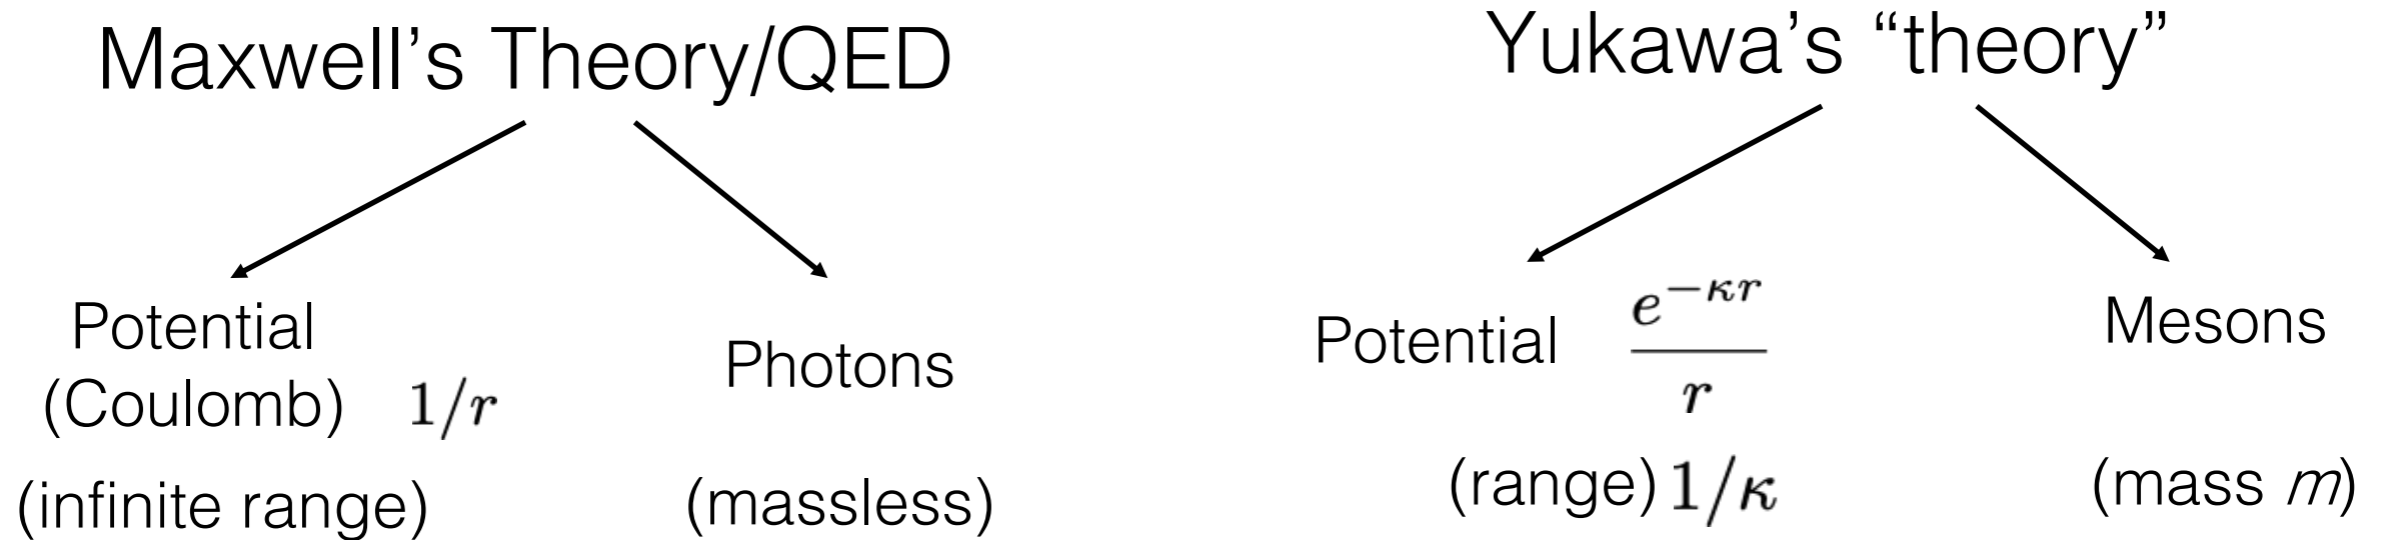 Maxwell's Theory/QED
Potential
(Coulomb) 1/r
(infinite range)
Photons
(massless)
Yukawa's “theory”
Potential e^{-κr}/r
(range) 1/κ
Mesons
(mass m)